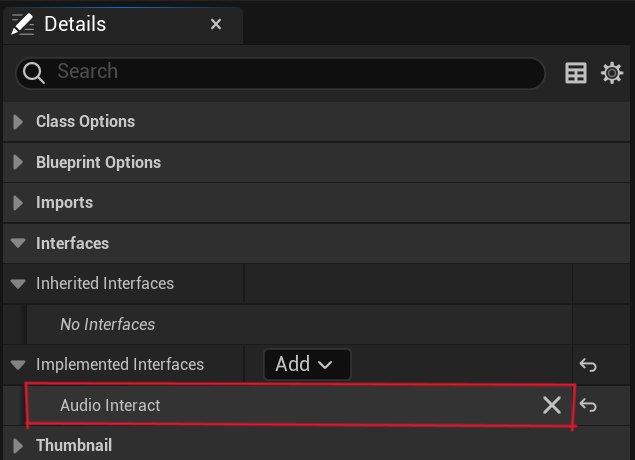 Details
Search
Class Options
Blueprint Options
Imports
Interfaces
Inherited Interfaces
No Interfaces
Implemented Interfaces Add
Audio Interact
Thumbnail